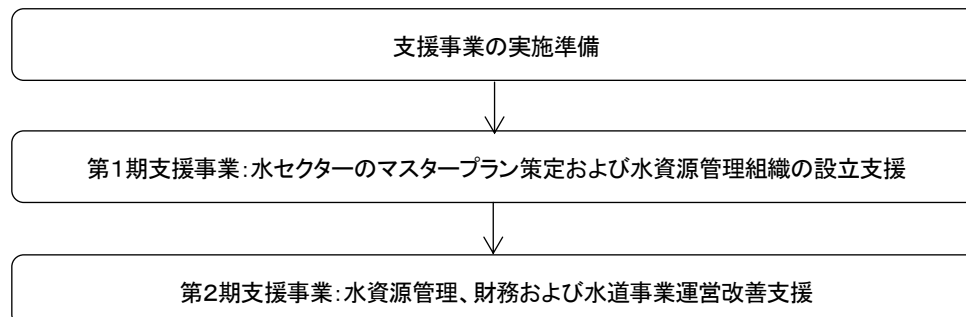 支援事業の実施準備
第１期支援事業：水セクターのマスタープラン策定および水資源管理組織の設立支援
第２期支援事業：水資源管理、財務および水道事業運営改善支援